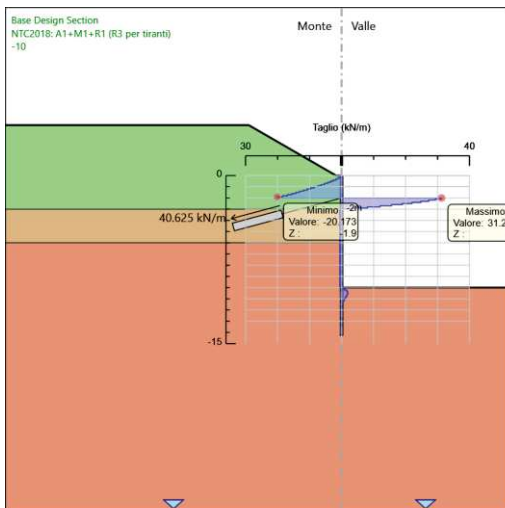 Base Design Section
NTC2018: A1+M1+R1 (R3 per tiranti)
-10
Monte
Valle
Taglio (kN/m)
30
40
0
40.625 kN/m
-2m
Minimo
Valore: -20.173
Z : -1.9
Massimo
Valore: 31.2
Z :
-15